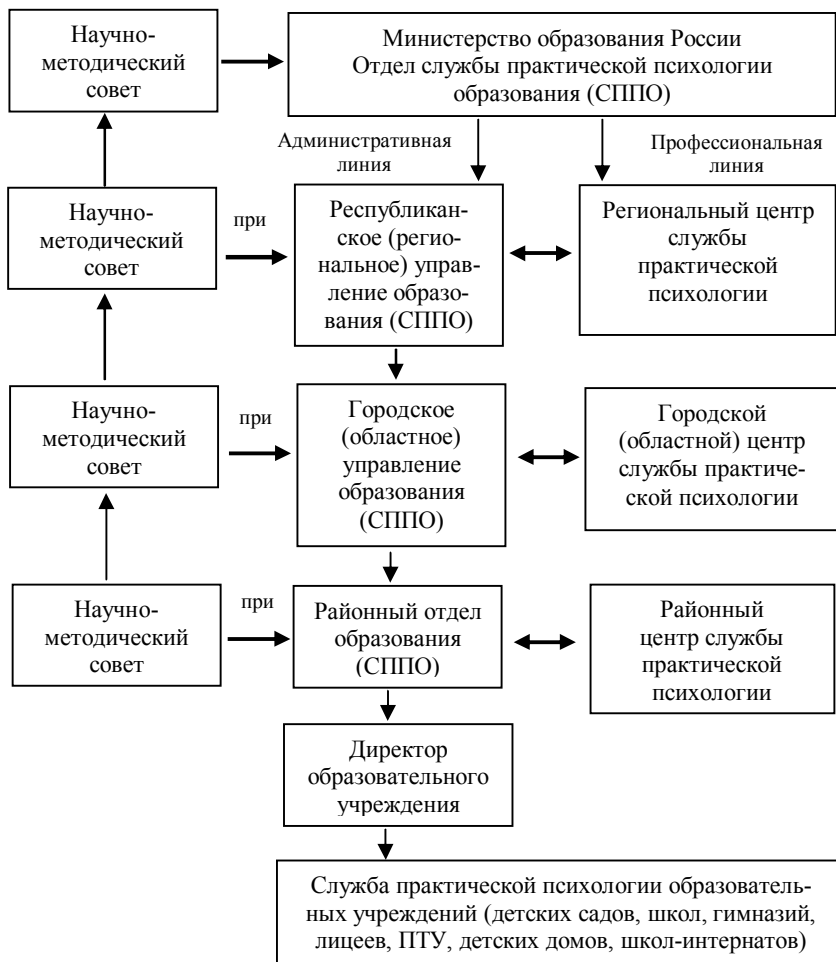 Научно-
методический
совет
Министерство образования России
Отдел службы практической психологии
образования (СППО)
Административная
линия
Профессиональная
линия
Научно-
методический
совет
при
Республикан-
ское (регио-
нальное) управ-
ление образо-
вания (СППО)
Региональный центр
службы
практической
психологии
Научно-
методический
совет
при
Городское
(областное)
управление
образования
(СППО)
Городской
(областной) центр
службы практиче-
ской психологии
Научно-
методический
совет
при
Районный отдел
образования
(СППО)
Районный
центр службы
практической
психологии
Директор
образовательного
учреждения
Служба практической психологии образователь-
ных учреждений (детских садов, школ, гимназий,
лицеев, ПТУ, детских домов, школ-интернатов)